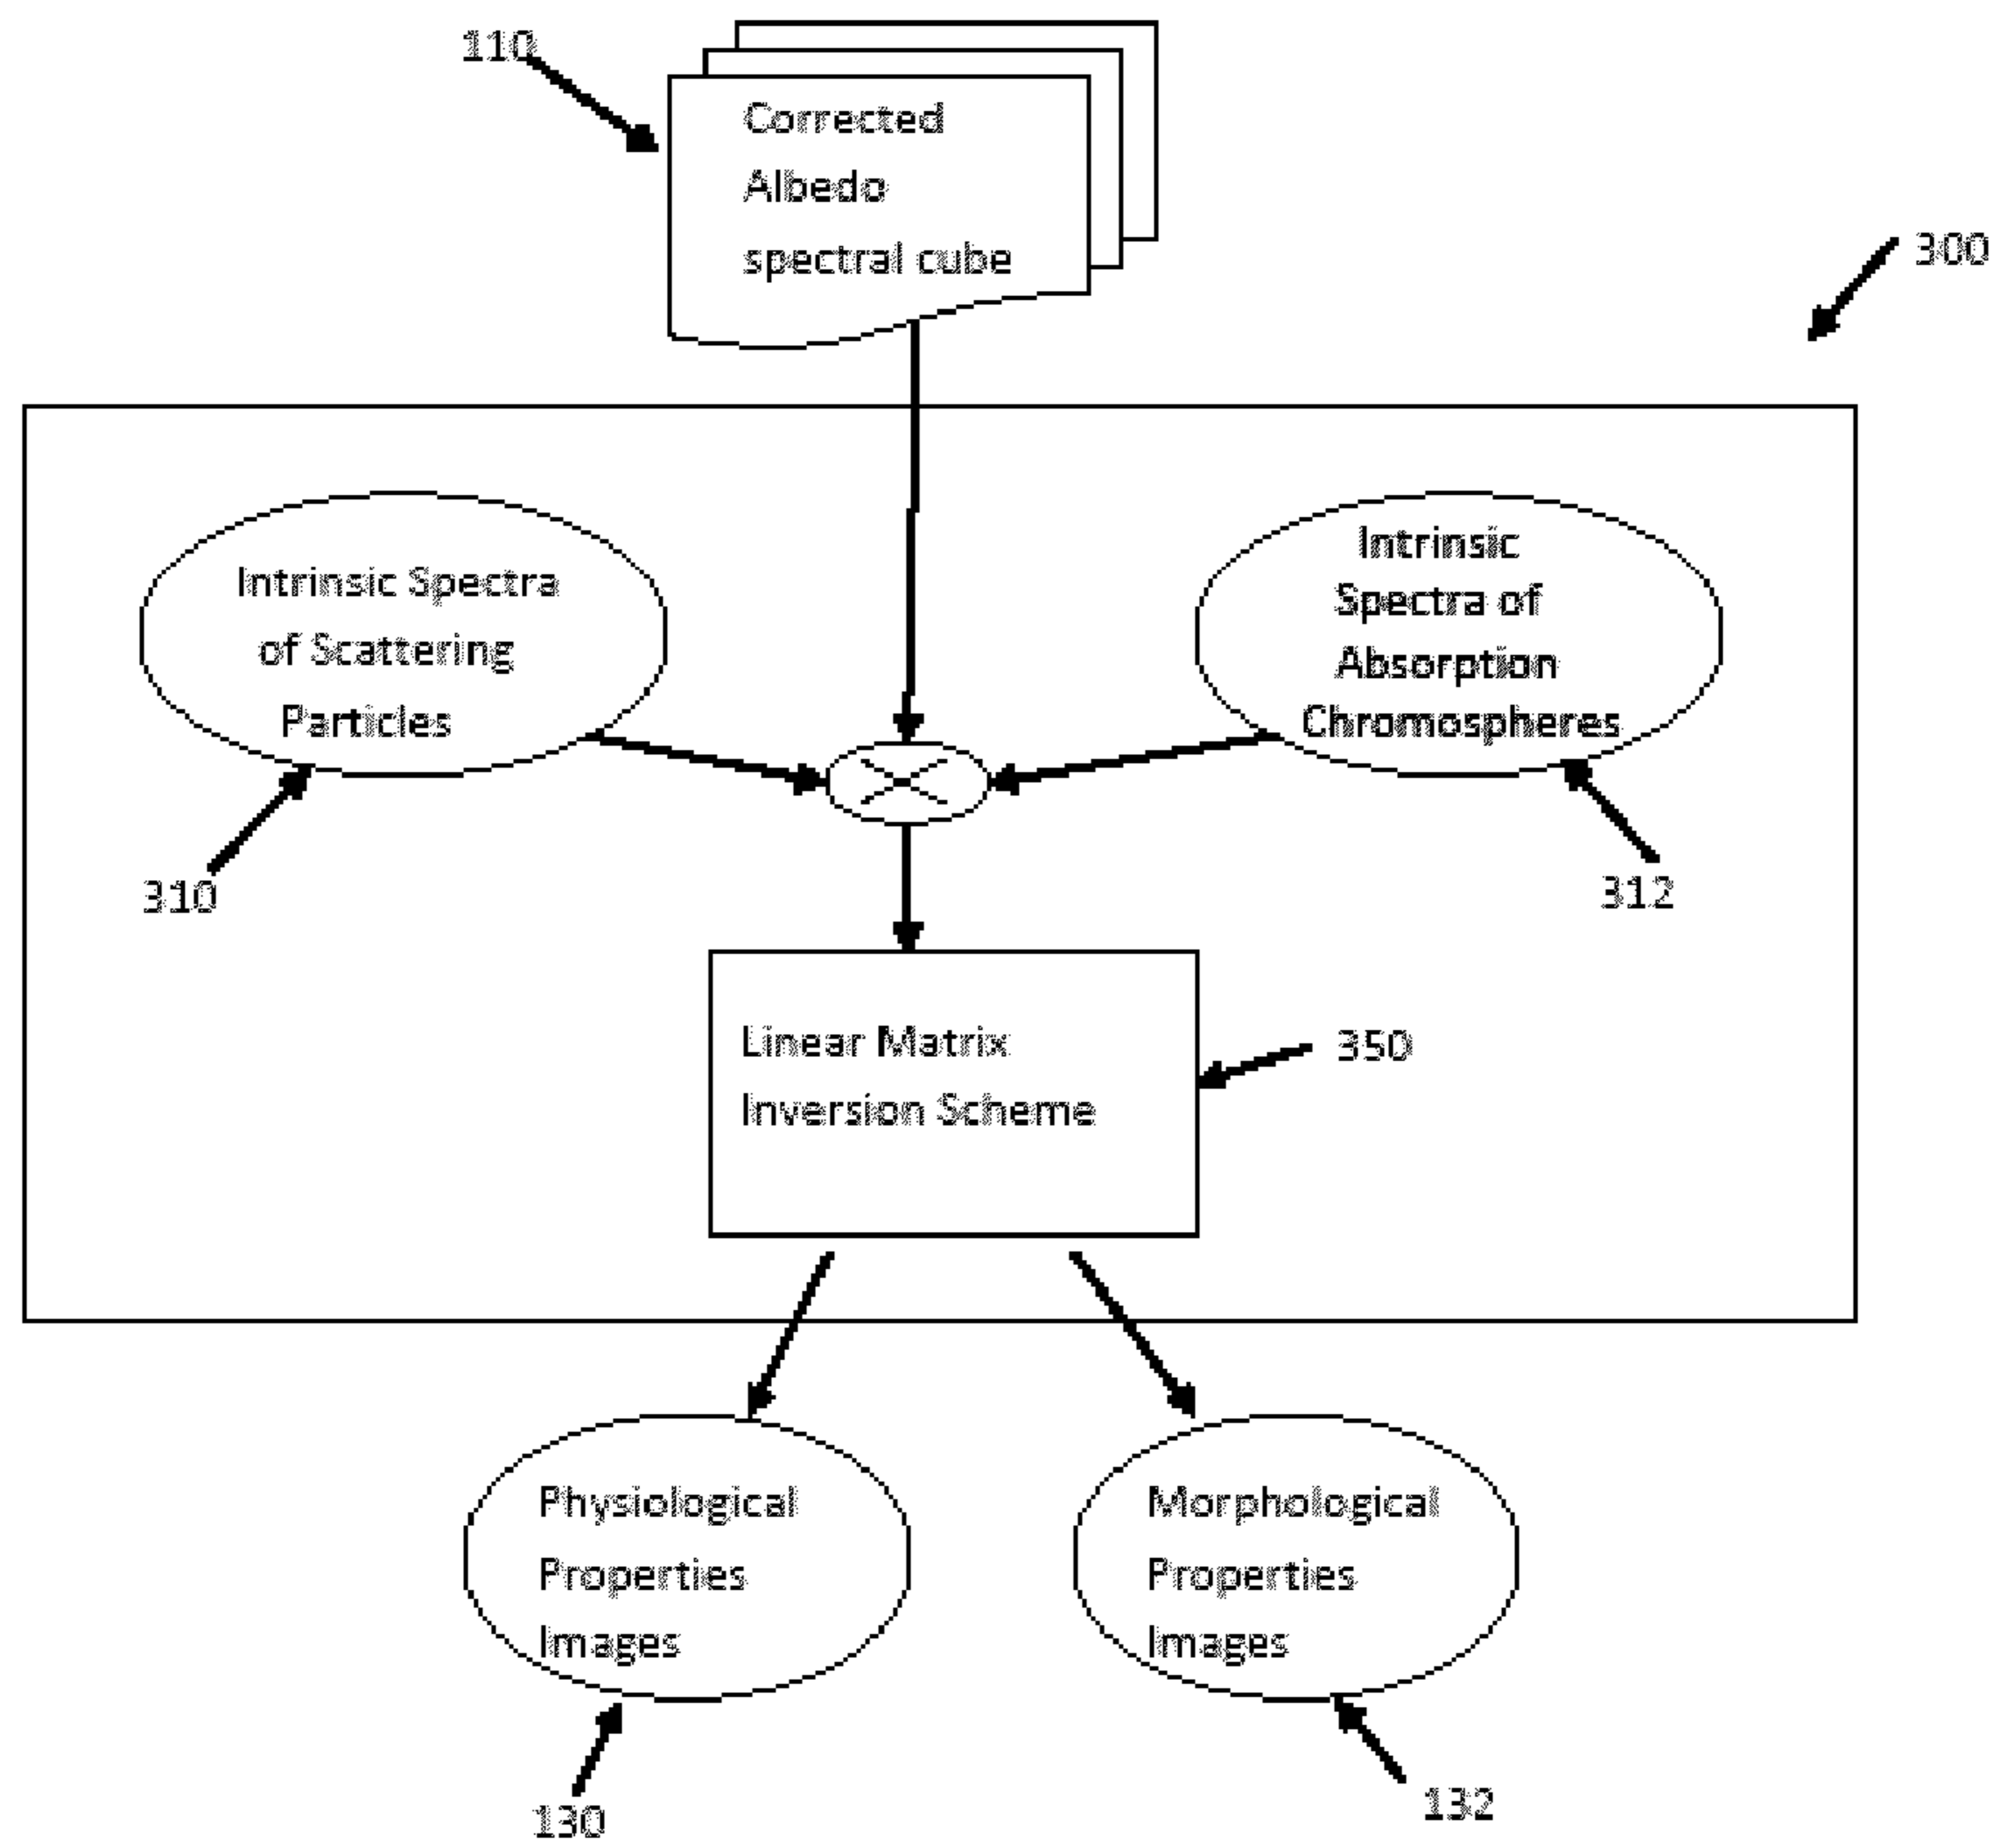 110
Corrected
Albedo
spectral cube
300
Intrinsic Spectra
of Scattering
Particles
Intrinsic
Spectra of
Absorption
Chromospheres
310
312
Linear Matrix
Inversion Scheme
350
Physiological
Properties
Images
Morphological
Properties
Images
130
132